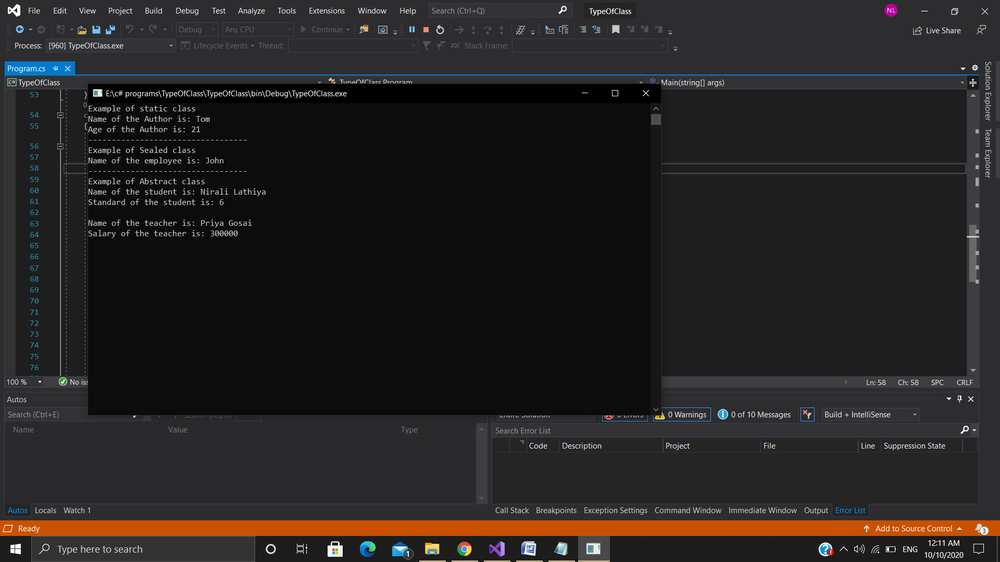 File Edit View Project Build Debug Test Analyze Tools Extensions Window Help Search (Ctrl+Q) TypeOfClass NL
Debug Any CPU Continue Live Share
Process: [960] TypeOfClass.exe Lifecycle Events Thread: Stack Frame:
Program.cs
C# TypeOfClass TypeOfClass.Program Main(string[] args)
Solution Explorer
Team Explorer
53 }
0
54 c
55 {
56
57
58
59
60
61
62
63
64
65
66
67
68
69
70
71
72
73
74
75
76
E:\c# programs\TypeOfClass\TypeOfClass\bin\Debug\TypeOfClass.exe
Example of static class
Name of the Author is: Tom
Age of the Author is: 21
----------------------------------
Example of Sealed class
Name of the employee is: John
----------------------------------
Example of Abstract class
Name of the student is: Nirali Lathiya
Standard of the student is: 6
Name of the teacher is: Priya Gosai
Salary of the teacher is: 300000
100 % No iss Ln: 58 Ch: 58 SPC CRLF
Autos
Search (Ctrl+E) Search Depth:
Name Value Type
Entire Solution 0 Errors 0 Warnings 0 of 10 Messages Build + IntelliSense
Search Error List
Code Description Project File Line Suppression State
Autos Locals Watch 1
Call Stack Breakpoints Exception Settings Command Window Immediate Window Output Error List
Ready Add to Source Control 3
Type here to search 1 ENG 12:11 AM
10/10/2020